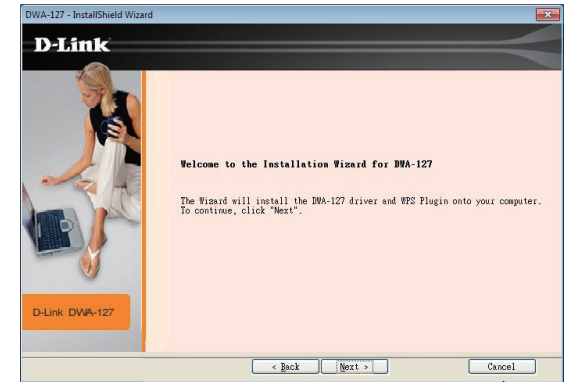 DWA-127 - InstallShield Wizard
D-Link
Welcome to the Installation Wizard for DWA-127
The Wizard will install the DWA-127 driver and WPS Plugin onto your computer.
To continue, click "Next".
D-Link DWA-127
< Back
Next >
Cancel